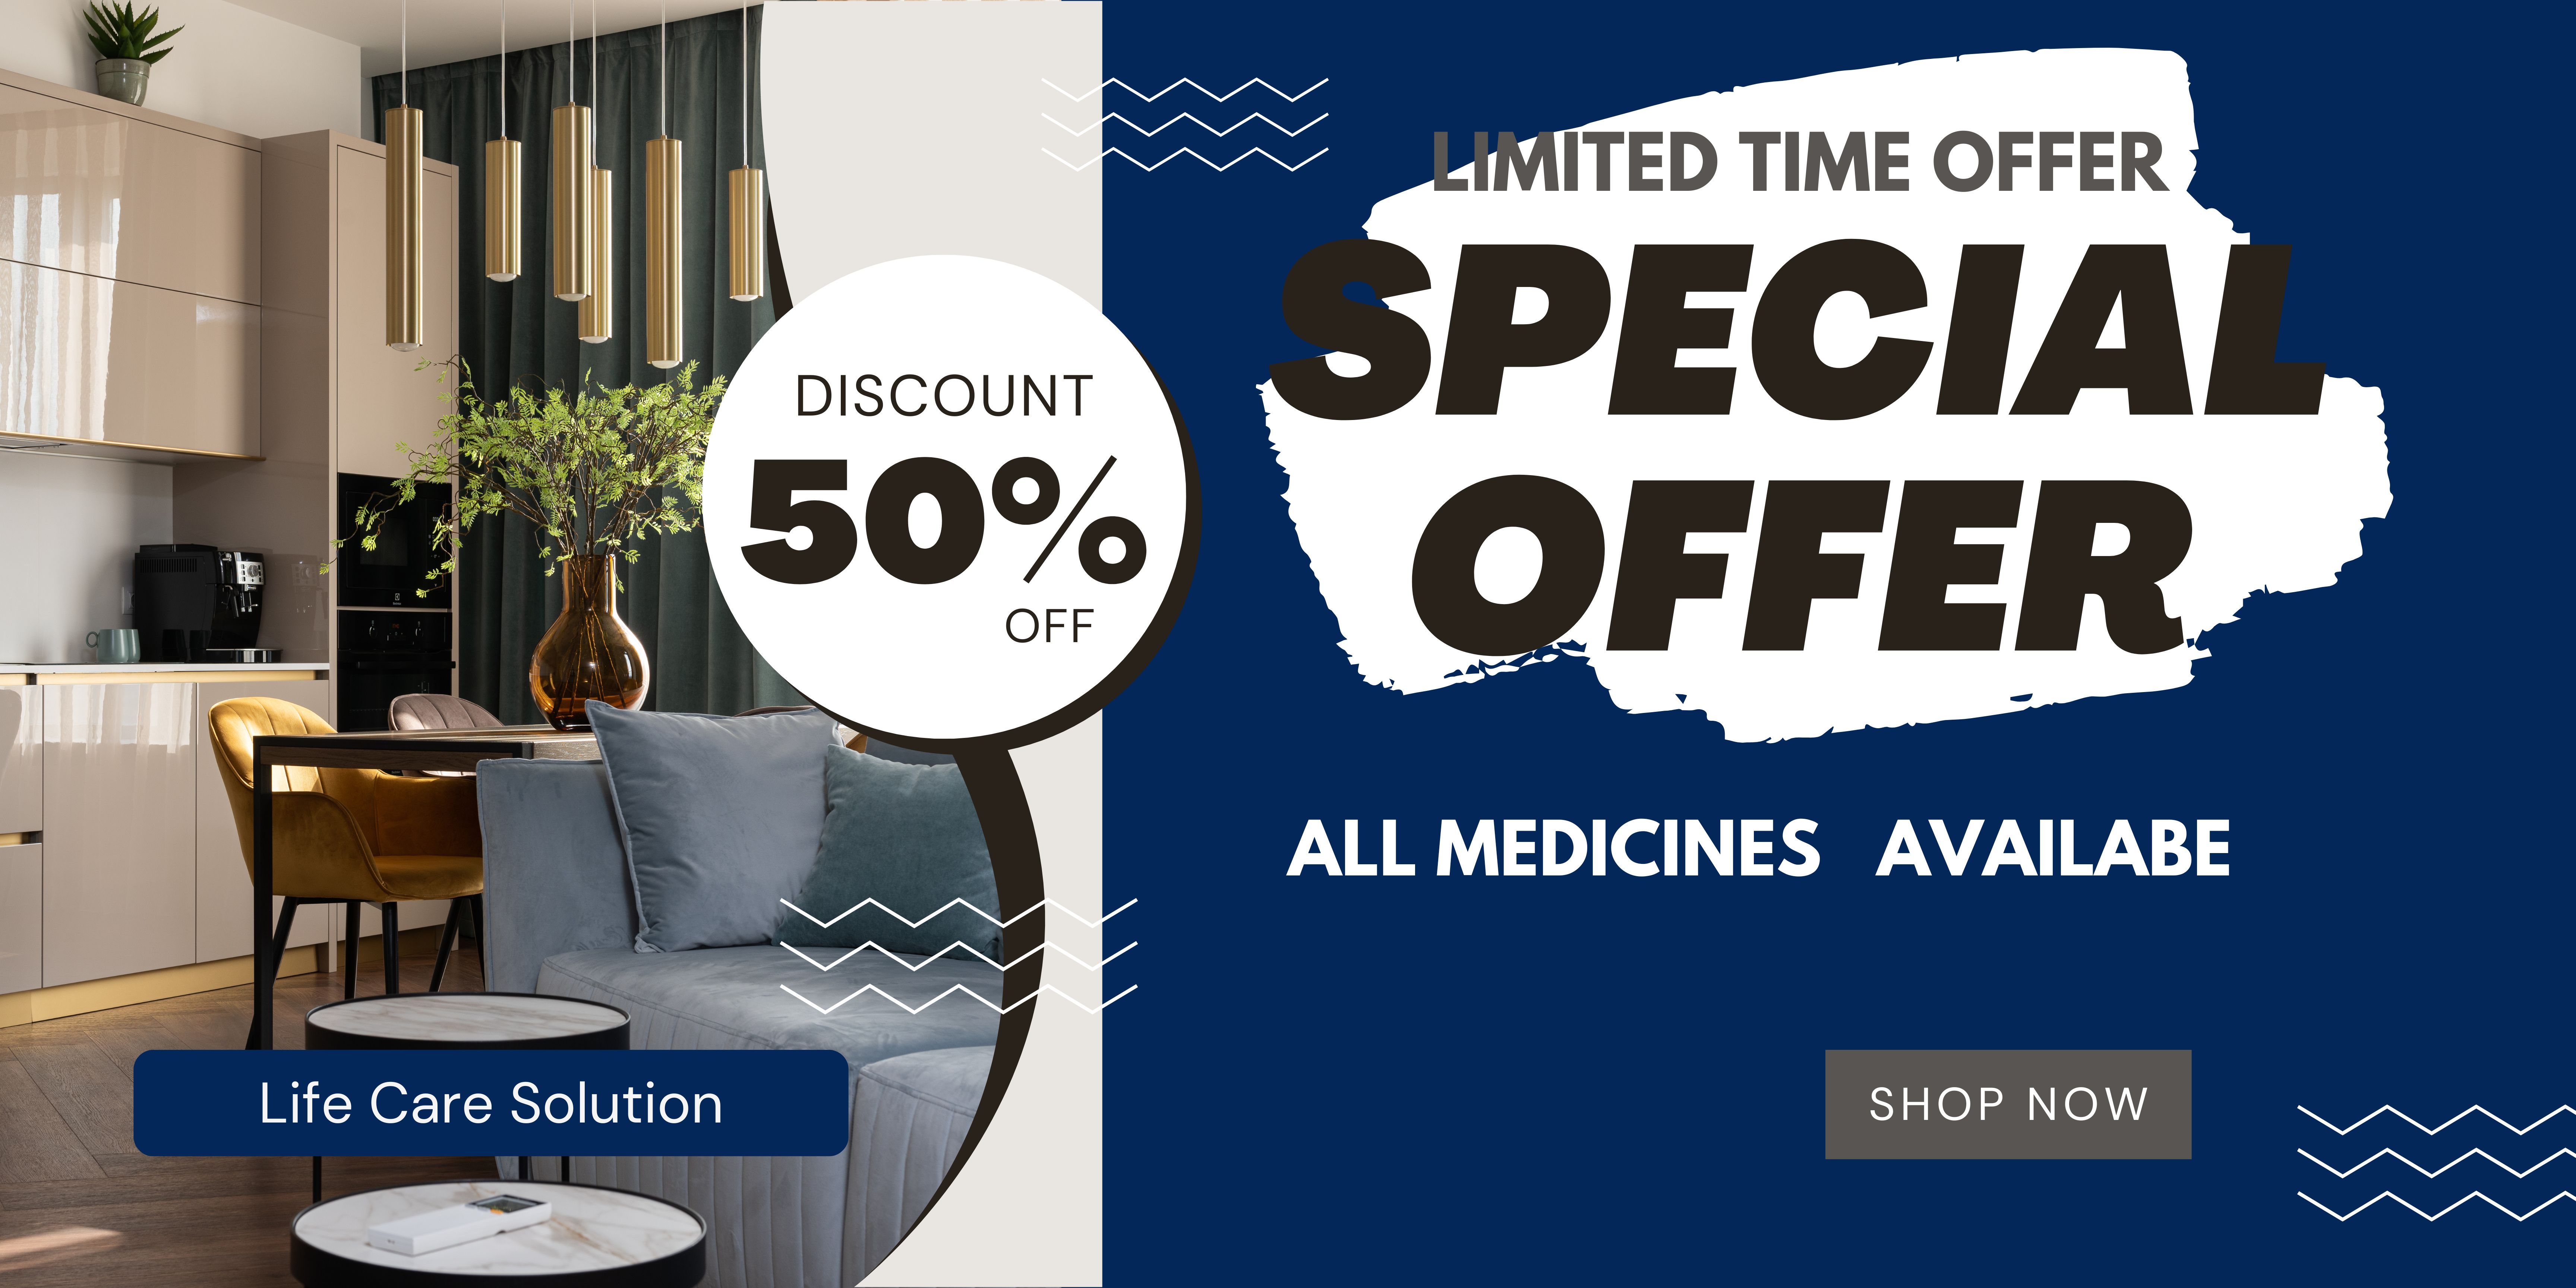 LIMITED TIME OFFER
SPECIAL
OFFER
DISCOUNT
50%
OFF
ALL MEDICINES AVAILABE
Life Care Solution
SHOP NOW